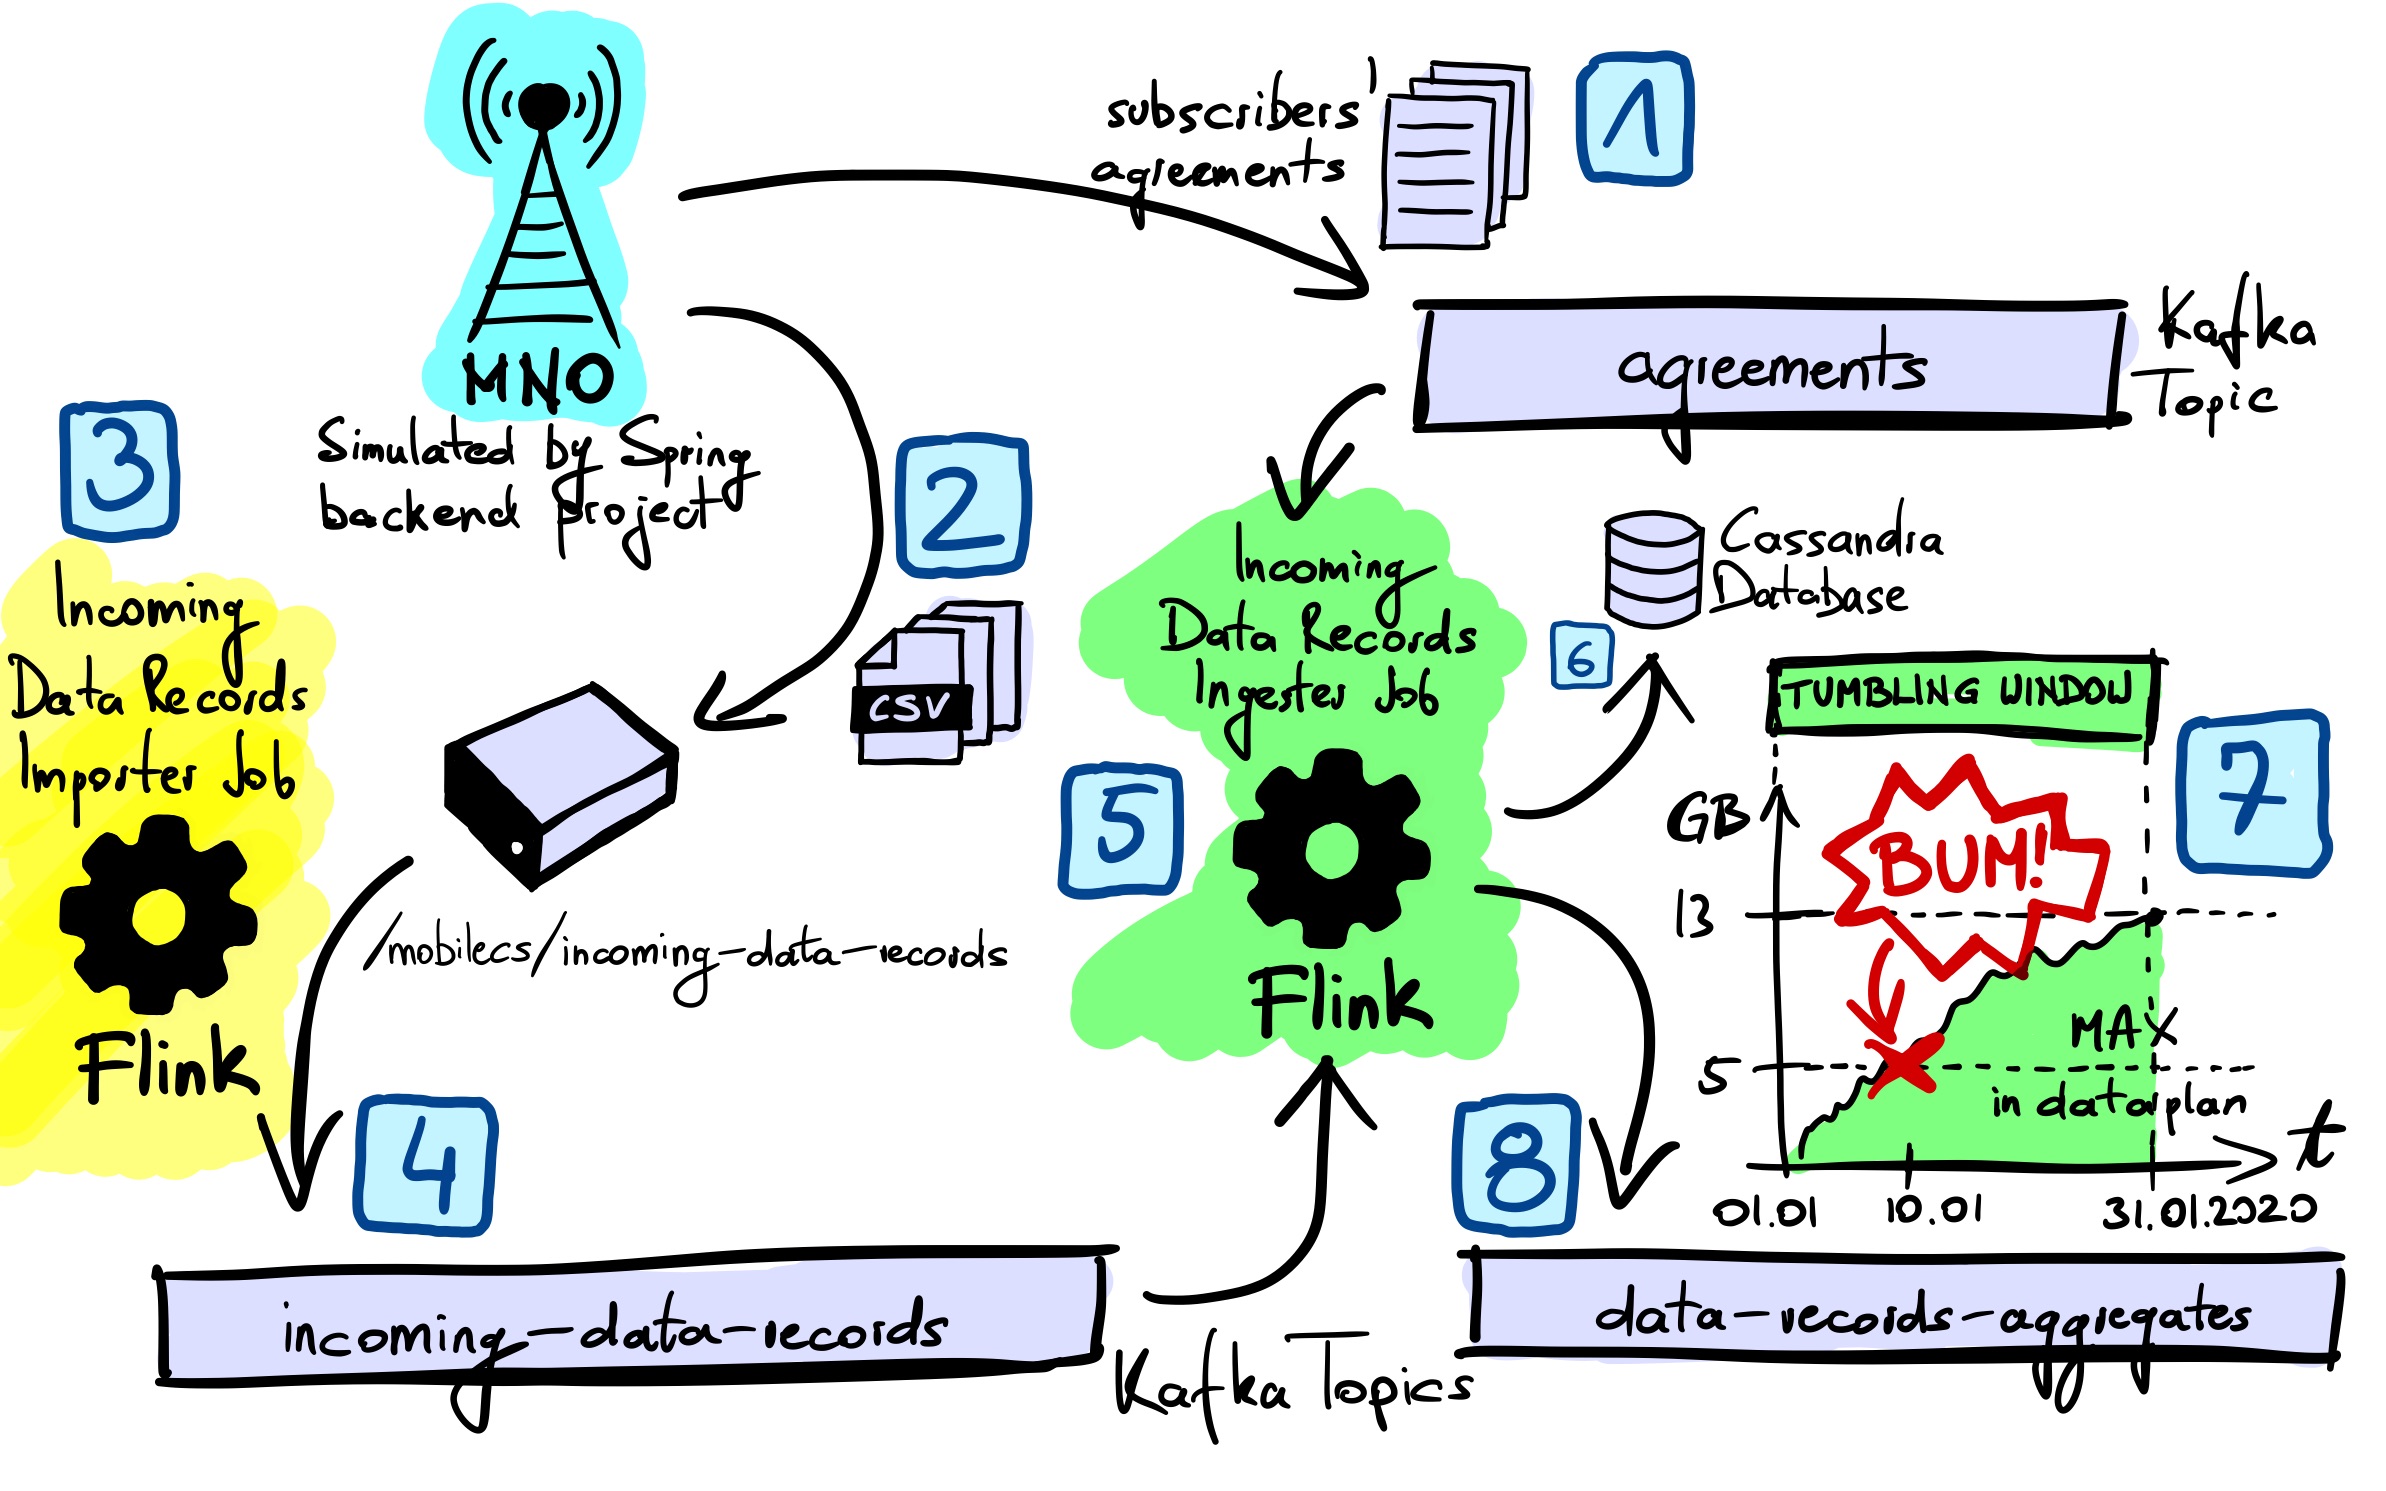 subscribers'
agreements
1
MNO
Simulated by Spring
backend project
agreements
Kafka
Topic
2
CSV
/mobilecs/incoming-data-records
3
Incoming
Data Records
Importer Job
Flink
4
incoming-data-records
Kafka Topics
5
Incoming
Data Records
Ingester Job
Flink
6
Cassandra
Database
7
TUMBLING WINDOW
GB
BUM!
13
5
MAX
in data plan
t
01.01
10.01
31.01.2020
8
data-records-aggregates